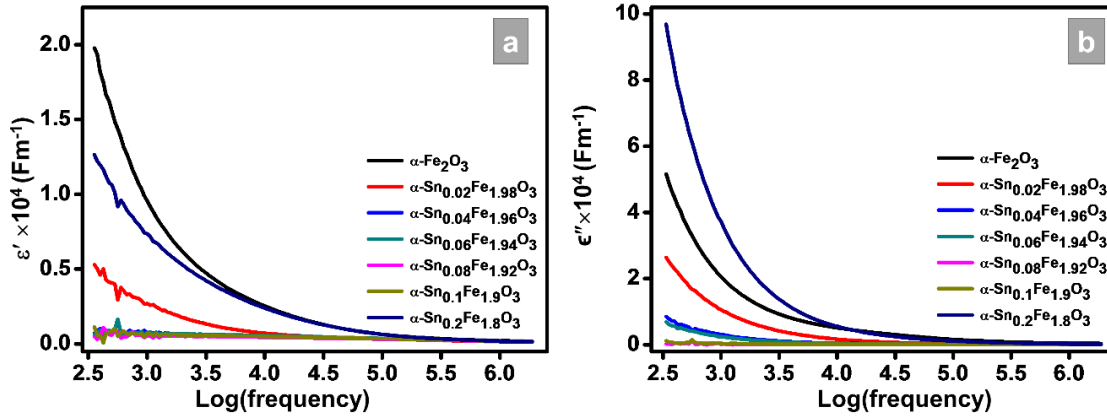 a
ε′ ×10⁴ (Fm⁻¹)
2.0
1.5
1.0
0.5
0.0
α-Fe₂O₃
α-Sn₀.₀₂Fe₁.₉₈O₃
α-Sn₀.₀₄Fe₁.₉₆O₃
α-Sn₀.₀₆Fe₁.₉₄O₃
α-Sn₀.₀₈Fe₁.₉₂O₃
α-Sn₀.₁Fe₁.₉O₃
α-Sn₀.₂Fe₁.₈O₃
2.5 3.0 3.5 4.0 4.5 5.0 5.5 6.0
Log(frequency)
b
ϵ″×10⁴ (Fm⁻¹)
10
8
6
4
2
0
α-Fe₂O₃
α-Sn₀.₀₂Fe₁.₉₈O₃
α-Sn₀.₀₄Fe₁.₉₆O₃
α-Sn₀.₀₆Fe₁.₉₄O₃
α-Sn₀.₀₈Fe₁.₉₂O₃
α-Sn₀.₁Fe₁.₉O₃
α-Sn₀.₂Fe₁.₈O₃
2.5 3.0 3.5 4.0 4.5 5.0 5.5 6.0
Log(frequency)